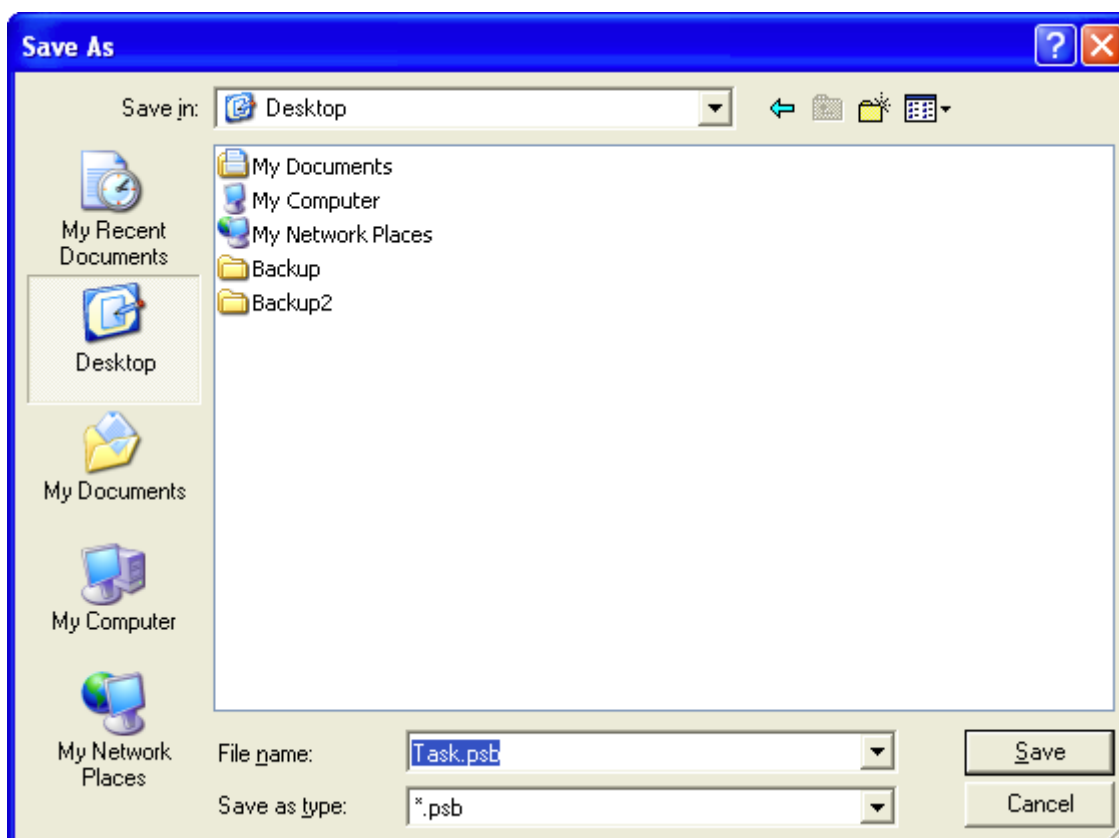 Save As
Save in:
Desktop
My Documents
My Computer
My Network Places
Backup
Backup2
My Recent
Documents
Desktop
My Documents
My Computer
My Network
Places
File name:
Task.psb
Save
Save as type:
*.psb
Cancel